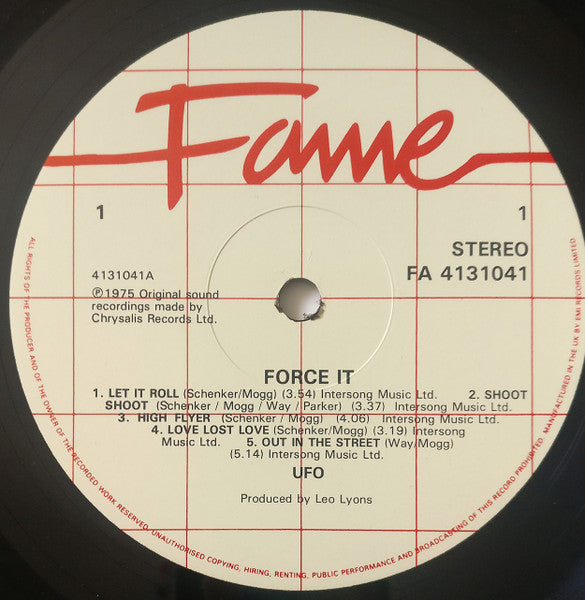 Fame
1 1
STEREO
4131041A FA 4131041
℗1975 Original sound
recordings made by
Chrysalis Records Ltd.
FORCE IT
1. LET IT ROLL (Schenker/Mogg) (3.54) Intersong Music Ltd. 2. SHOOT
SHOOT (Schenker / Mogg / Way / Parker) (3.37) Intersong Music Ltd.
3. HIGH FLYER (Schenker/Mogg) (4.06) Intersong Music Ltd.
4. LOVE LOST LOVE (Schenker/Mogg) (3.19) Intersong
Music Ltd. 5. OUT IN THE STREET (Way/Mogg)
(5.14) Intersong Music Ltd.
UFO
Produced by Leo Lyons
ALL RIGHTS OF THE PRODUCER AND OF THE OWNER OF THE RECORDED WORK RESERVED. UNAUTHORISED COPYING, HIRING, RENTING, PUBLIC PERFORMANCE AND BROADCASTING OF THIS RECORD PROHIBITED. MANUFACTURED IN THE UK BY EMI RECORDS LIMITED